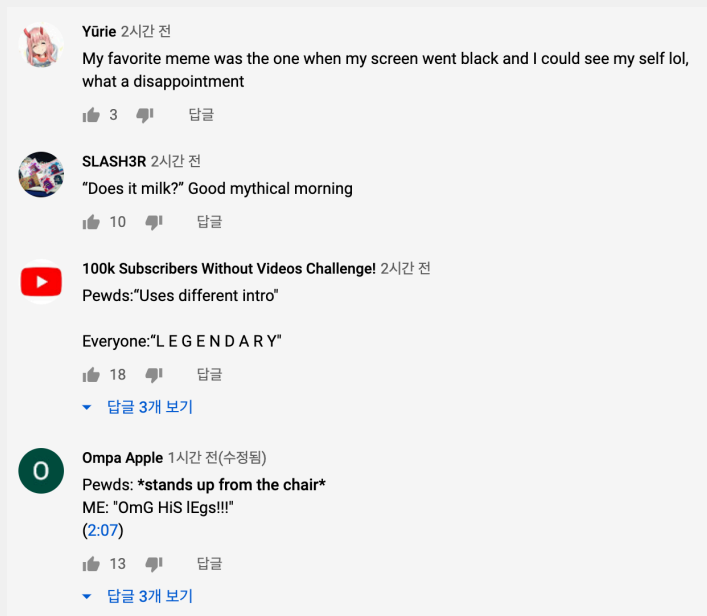 Yūrie 2시간 전
My favorite meme was the one when my screen went black and I could see my self lol,
what a disappointment
3 답글
SLASH3R 2시간 전
“Does it milk?” Good mythical morning
10 답글
100k Subscribers Without Videos Challenge! 2시간 전
Pewds:“Uses different intro"
Everyone:“L E G E N D A R Y"
18 답글
답글 3개 보기
O
Ompa Apple 1시간 전(수정됨)
Pewds: *stands up from the chair*
ME: "OmG HiS lEgs!!!"
(2:07)
13 답글
답글 3개 보기